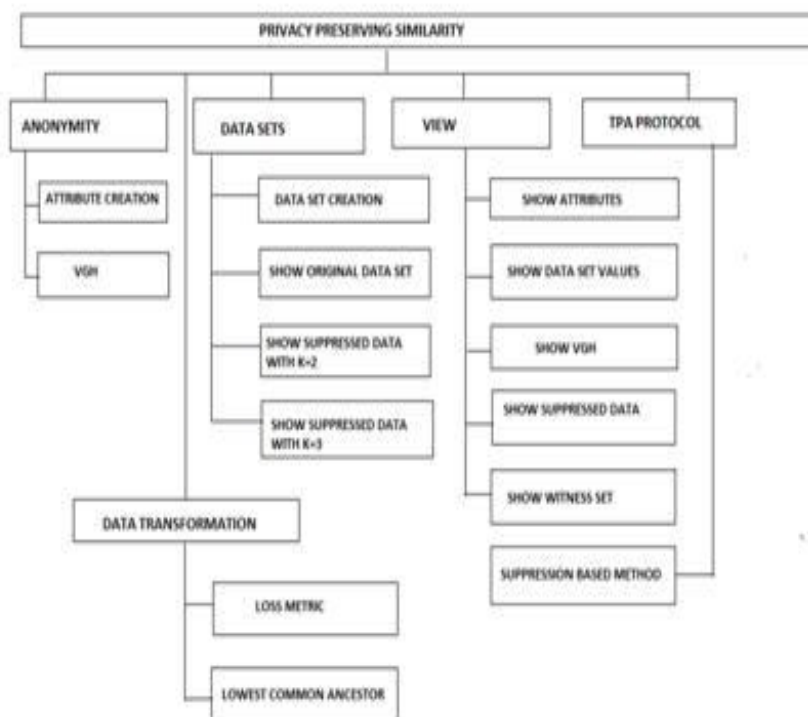 PRIVACY PRESERVING SIMILARITY
ANONYMITY
DATA SETS
VIEW
TPA PROTOCOL
ATTRIBUTE CREATION
VGH
DATA SET CREATION
SHOW ORIGINAL DATA SET
SHOW SUPPRESSED DATA
WITH K=2
SHOW SUPPRESSED DATA
WITH K=3
SHOW ATTRIBUTES
SHOW DATA SET VALUES
SHOW VGH
SHOW SUPPRESSED DATA
SHOW WITNESS SET
SUPPRESSION BASED METHOD
DATA TRANSFORMATION
LOSS METRIC
LOWEST COMMON ANCESTOR